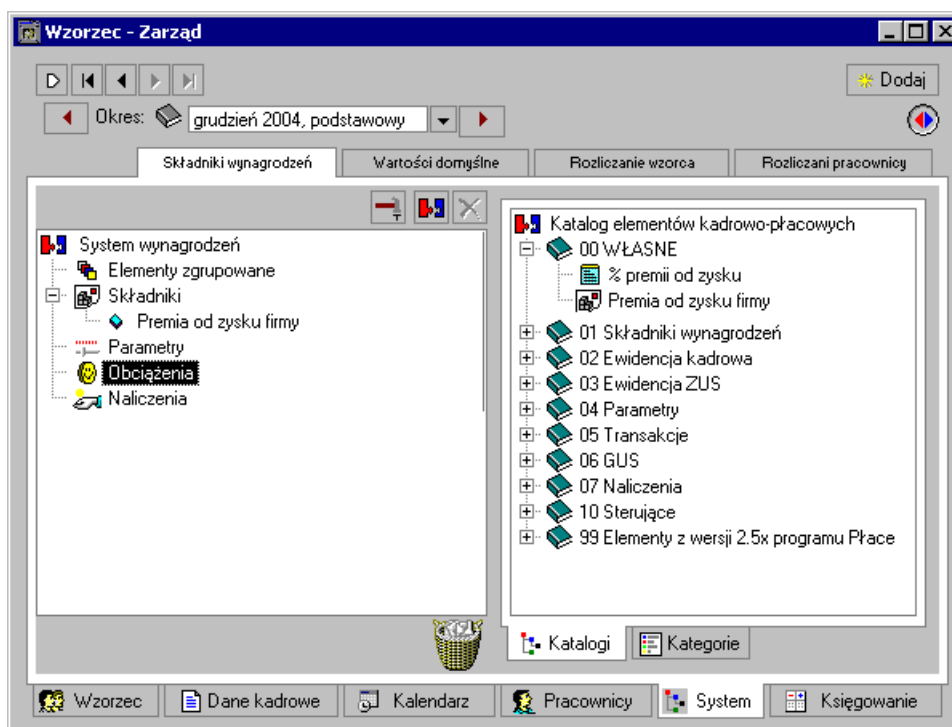 Wzorzec - Zarząd
Dodaj
Okres: grudzień 2004, podstawowy
Składniki wynagrodzeń Wartości domyślne Rozliczanie wzorca Rozliczani pracownicy
System wynagrodzeń
Elementy zgrupowane
Składniki
Premia od zysku firmy
Parametry
Obciążenia
Naliczenia
Katalog elementów kadrowo-płacowych
00 WŁASNE
% premii od zysku
Premia od zysku firmy
01 Składniki wynagrodzeń
02 Ewidencja kadrowa
03 Ewidencja ZUS
04 Parametry
05 Transakcje
06 GUS
07 Naliczenia
10 Sterujące
99 Elementy z wersji 2.5x programu Płace
Katalogi Kategorie
Wzorzec Dane kadrowe Kalendarz Pracownicy System Księgowanie